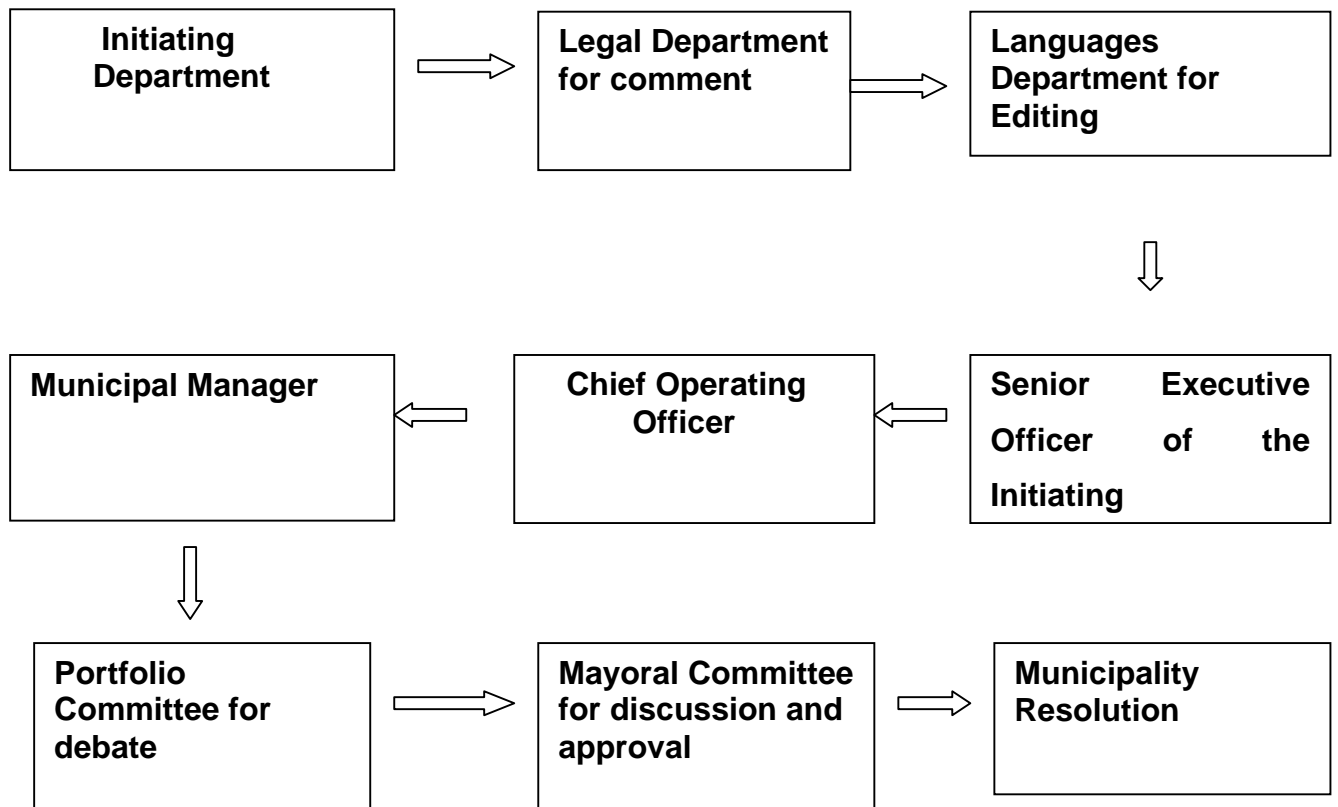 Initiating
Department
Legal Department
for comment
Languages
Department for
Editing
Senior Executive
Officer of the
Initiating
Chief Operating
Officer
Municipal Manager
Portfolio
Committee for
debate
Mayoral Committee
for discussion and
approval
Municipality
Resolution